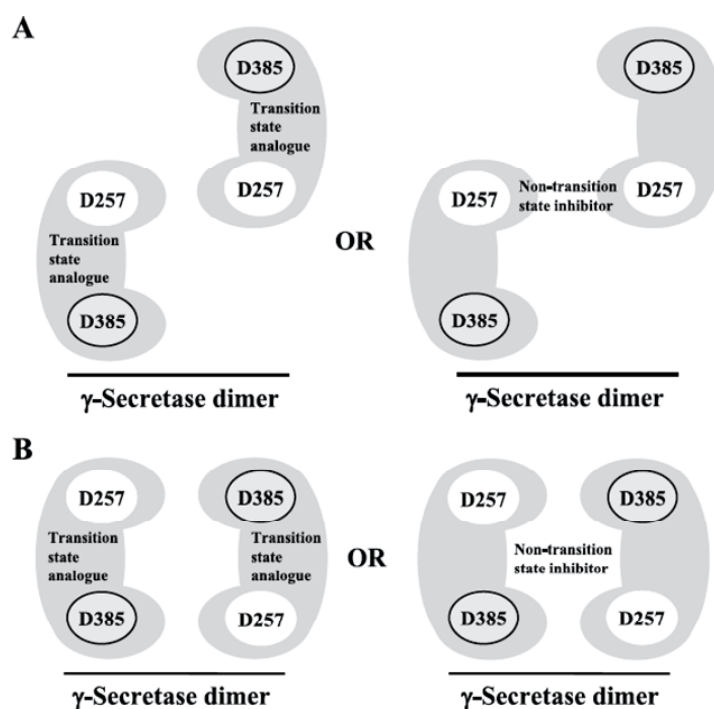 A
D385
Transition
state
analogue
D257
D257
Transition
state
analogue
D385
γ-Secretase dimer
OR
D385
D257
Non-transition
state inhibitor
D257
D385
γ-Secretase dimer
B
D257
Transition
state
analogue
D385
D385
Transition
state
analogue
D257
γ-Secretase dimer
OR
D257
D385
Non-transition
state inhibitor
D385
D257
γ-Secretase dimer